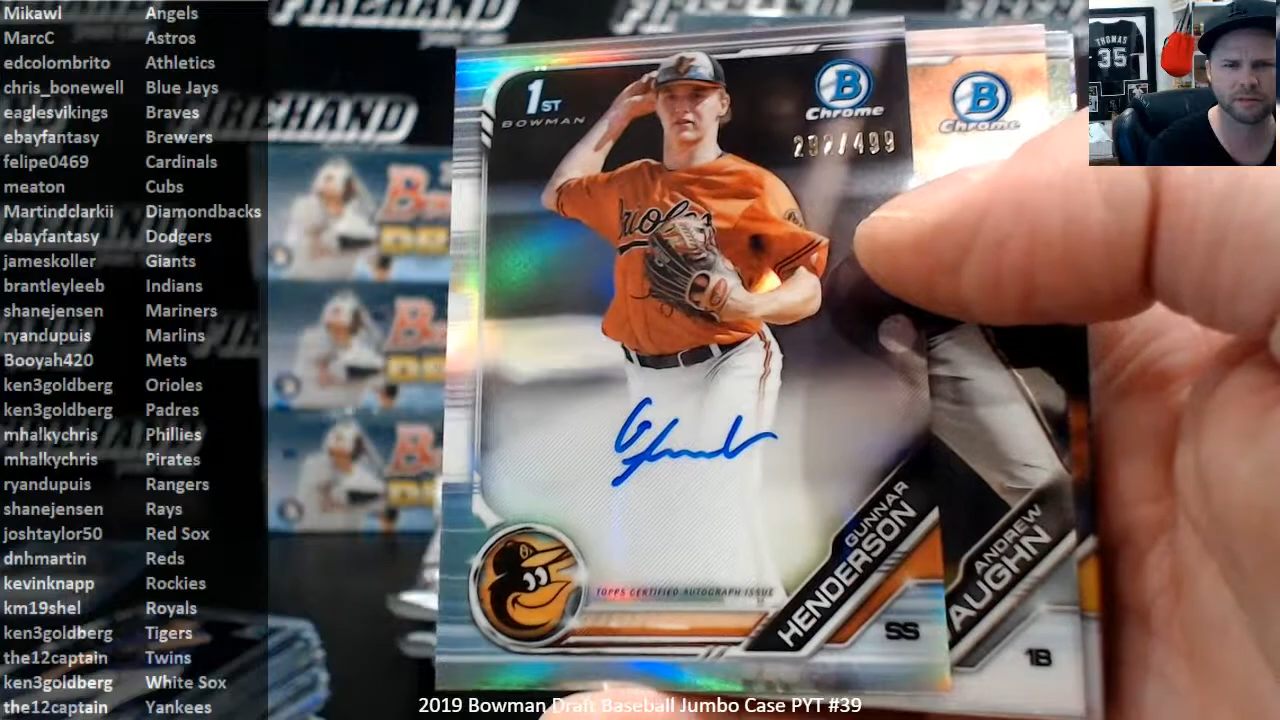 Mikawl Angels
MarcC Astros
edcolombrito Athletics
chris_bonewell Blue Jays
eaglesvikings Braves
ebayfantasy Brewers
felipe0469 Cardinals
meaton Cubs
Martindclarkii Diamondbacks
ebayfantasy Dodgers
jameskoller Giants
brantleyleeb Indians
shanejensen Mariners
ryandupuis Marlins
Booyah420 Mets
ken3goldberg Orioles
ken3goldberg Padres
mhalkychris Phillies
mhalkychris Pirates
ryandupuis Rangers
shanejensen Rays
joshtaylor50 Red Sox
dnhmartin Reds
kevinknapp Rockies
km19shel Royals
ken3goldberg Tigers
the12captain Twins
ken3goldberg White Sox
the12captain Yankees
FIREHAND
1ST
BOWMAN
B
Chrome
/499
TOPPS CERTIFIED AUTOGRAPH ISSUE
GUNNAR
HENDERSON
SS
B
Chrome
ANDREW
AUGHN
1B
THOMAS
35
2019 Bowman Draft Baseball Jumbo Case PYT #39